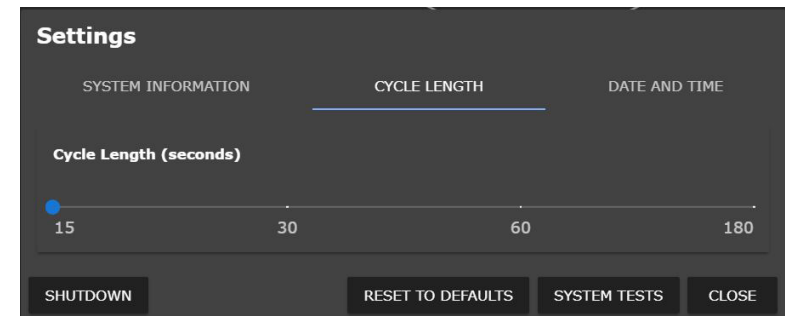 Settings
SYSTEM INFORMATION CYCLE LENGTH DATE AND TIME
Cycle Length (seconds)
15 30 60 180
SHUTDOWN RESET TO DEFAULTS SYSTEM TESTS CLOSE